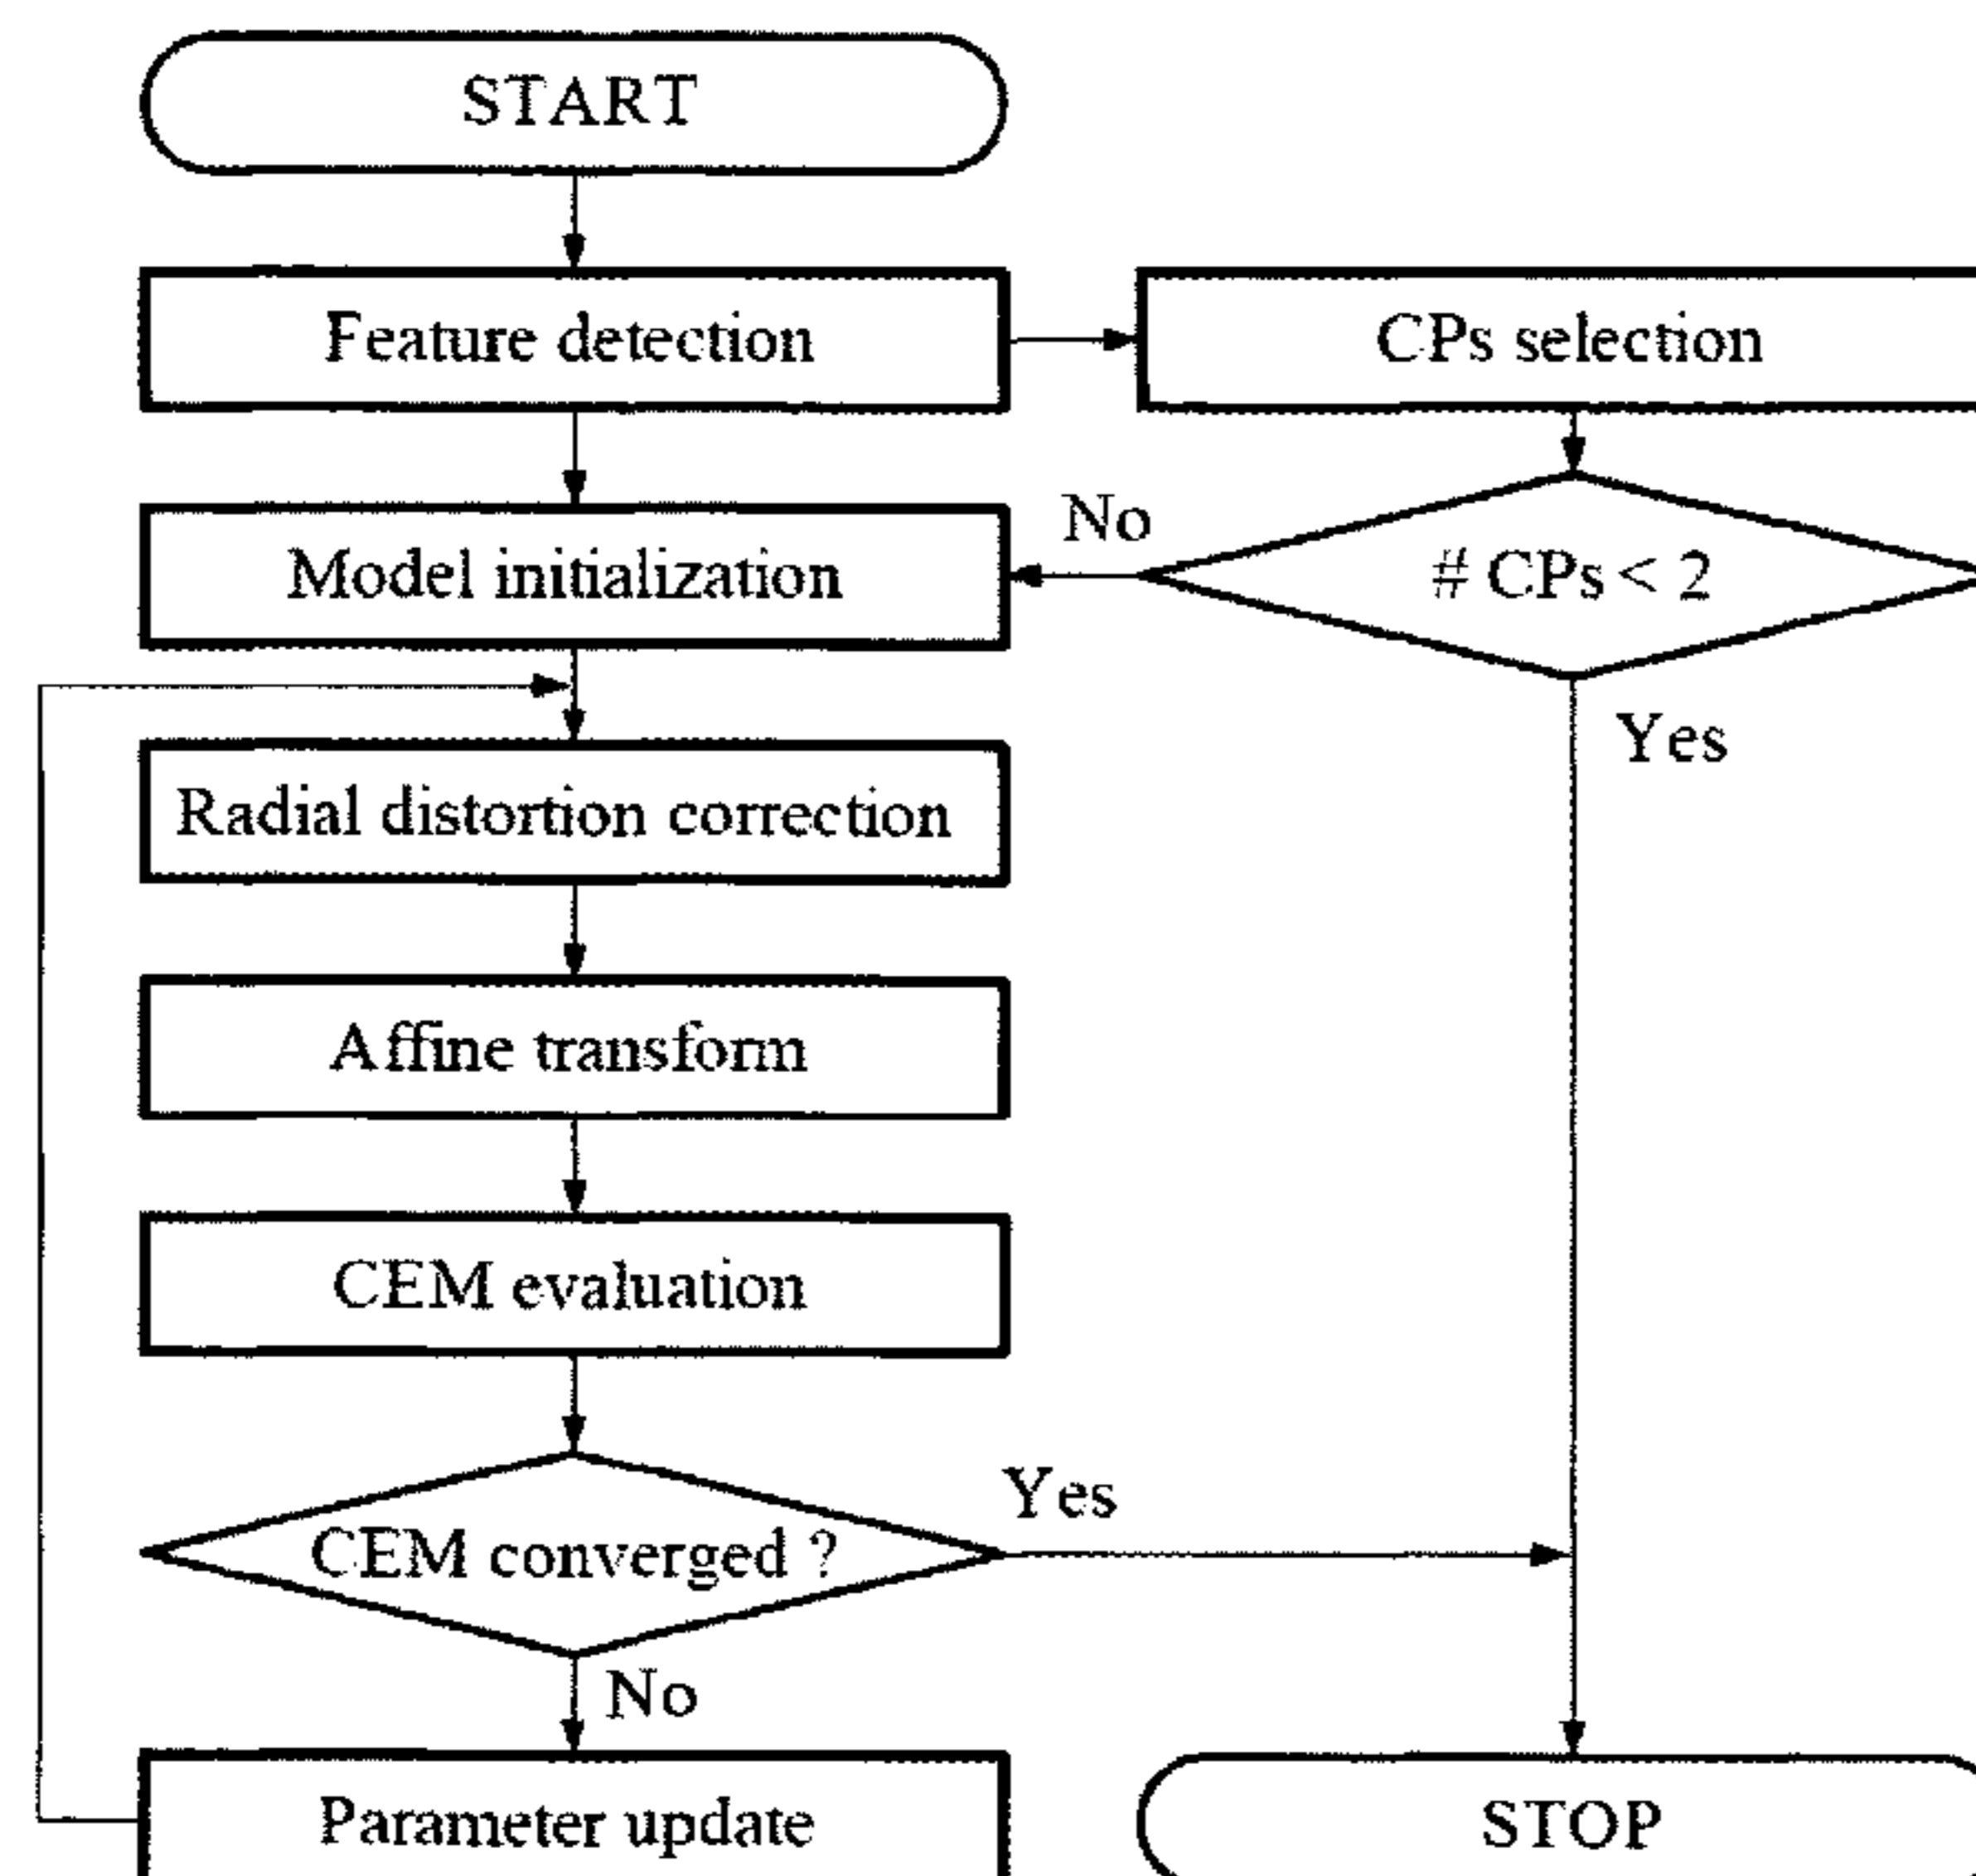 START
Feature detection
CPs selection
No
Model initialization
# CPs < 2
Yes
Radial distortion correction
Affine transform
CEM evaluation
Yes
CEM converged ?
No
Parameter update
STOP